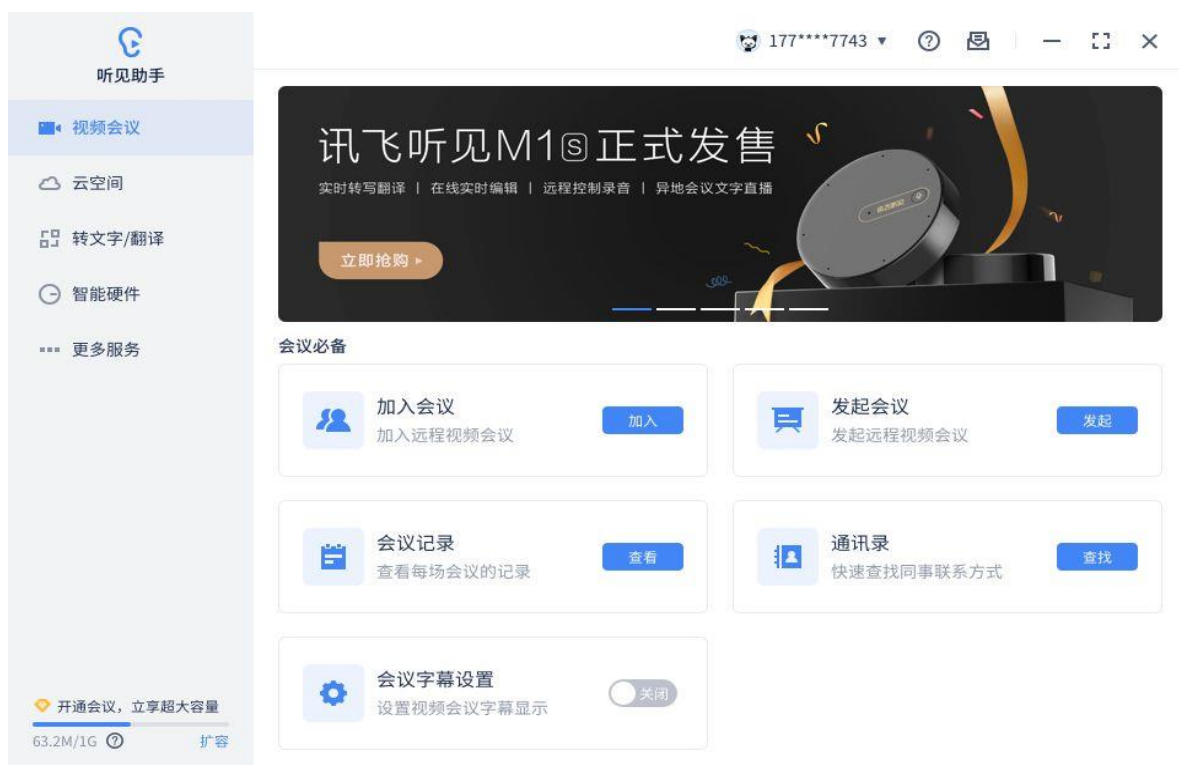 听见助手
177****7743
视频会议
云空间
转文字/翻译
智能硬件
更多服务
讯飞听见M1S正式发售
实时转写翻译 | 在线实时编辑 | 远程控制录音 | 异地会议文字直播
立即抢购
讯飞听见
会议必备
加入会议
加入远程视频会议
加入
发起会议
发起远程视频会议
发起
会议记录
查看每场会议的记录
查看
通讯录
快速查找同事联系方式
查找
会议字幕设置
设置视频会议字幕显示
关闭
开通会议，立享超大容量
63.2M/1G
扩容